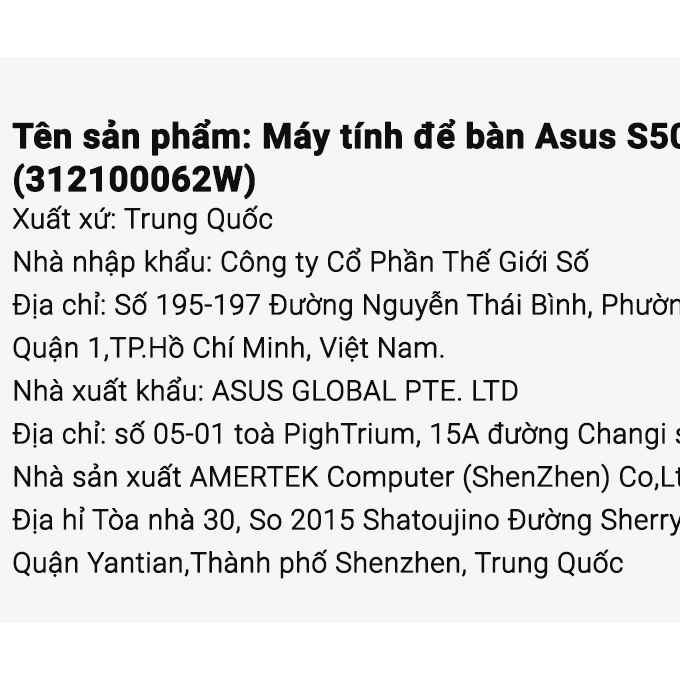 Tên sản phẩm: Máy tính để bàn Asus S50
(312100062W)
Xuất xứ: Trung Quốc
Nhà nhập khẩu: Công ty Cổ Phần Thế Giới Số
Địa chỉ: Số 195-197 Đường Nguyễn Thái Bình, Phườn
Quận 1,TP.Hồ Chí Minh, Việt Nam.
Nhà xuất khẩu: ASUS GLOBAL PTE. LTD
Địa chỉ: số 05-01 toà PighTrium, 15A đường Changi s
Nhà sản xuất AMERTEK Computer (ShenZhen) Co,Lt
Địa hỉ Tòa nhà 30, So 2015 Shatoujino Đường Sherry
Quận Yantian,Thành phố Shenzhen, Trung Quốc